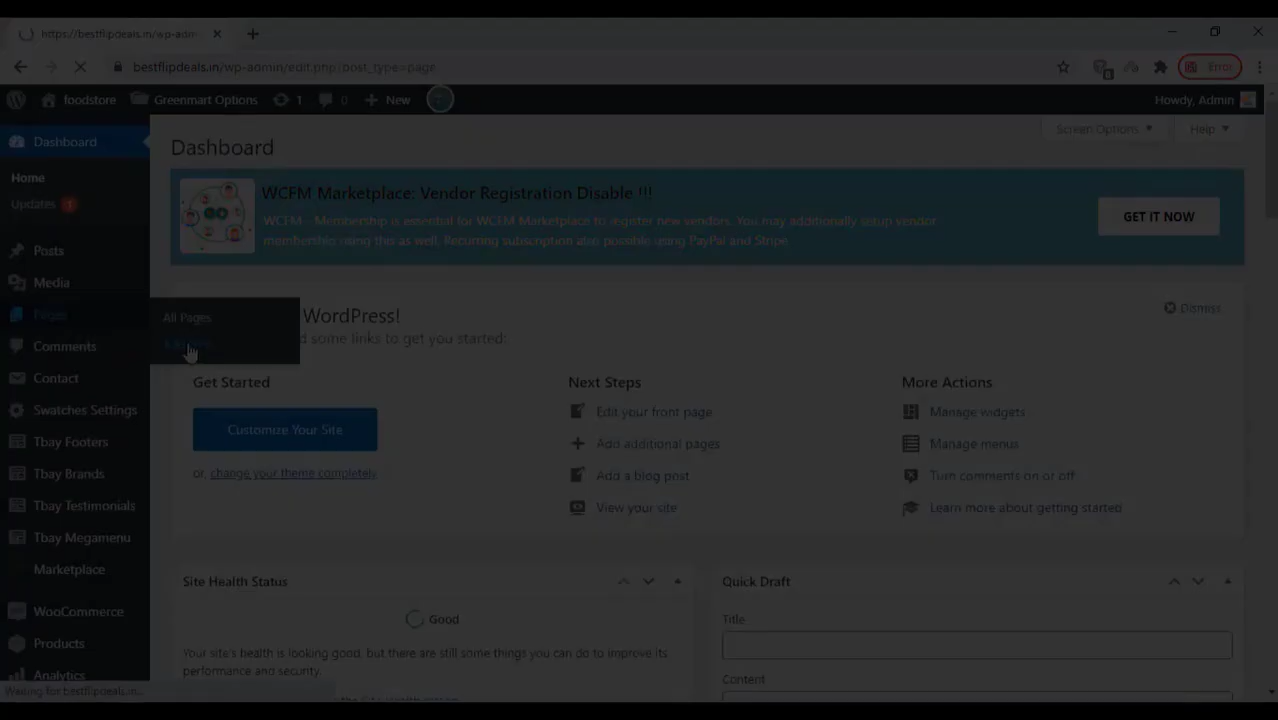 https://bestflipdeals.in/wp-adm
bestflipdeals.in/wp-admin/edit.php?post_type=page
Error
foodstore
Greenmart Options
1
0
New
Howdy, Admin
Dashboard
Screen Options
Help
Dashboard
Home
Updates 1
WCFM Marketplace: Vendor Registration Disable !!!
WCFM - Membership is essential for WCFM Marketplace to register new vendors. You may additionally setup vendor
membership using this as well. Recurring subscription also possible using PayPal and Stripe.
GET IT NOW
Posts
Media
Pages
All Pages
Comments
Contact
Swatches Settings
Tbay Footers
Tbay Brands
Tbay Testimonials
Tbay Megamenu
Marketplace
WooCommerce
Products
Analytics
WordPress!
Dismiss
d some links to get you started:
Get Started
Next Steps
More Actions
Customize Your Site
or, change your theme completely
Edit your front page
Add additional pages
Add a blog post
View your site
Manage widgets
Manage menus
Turn comments on or off
Learn more about getting started
Site Health Status
Good
Your site's health is looking good, but there are still some things you can do to improve its
performance and security.
Quick Draft
Title
Content
Waiting for bestflipdeals.in...